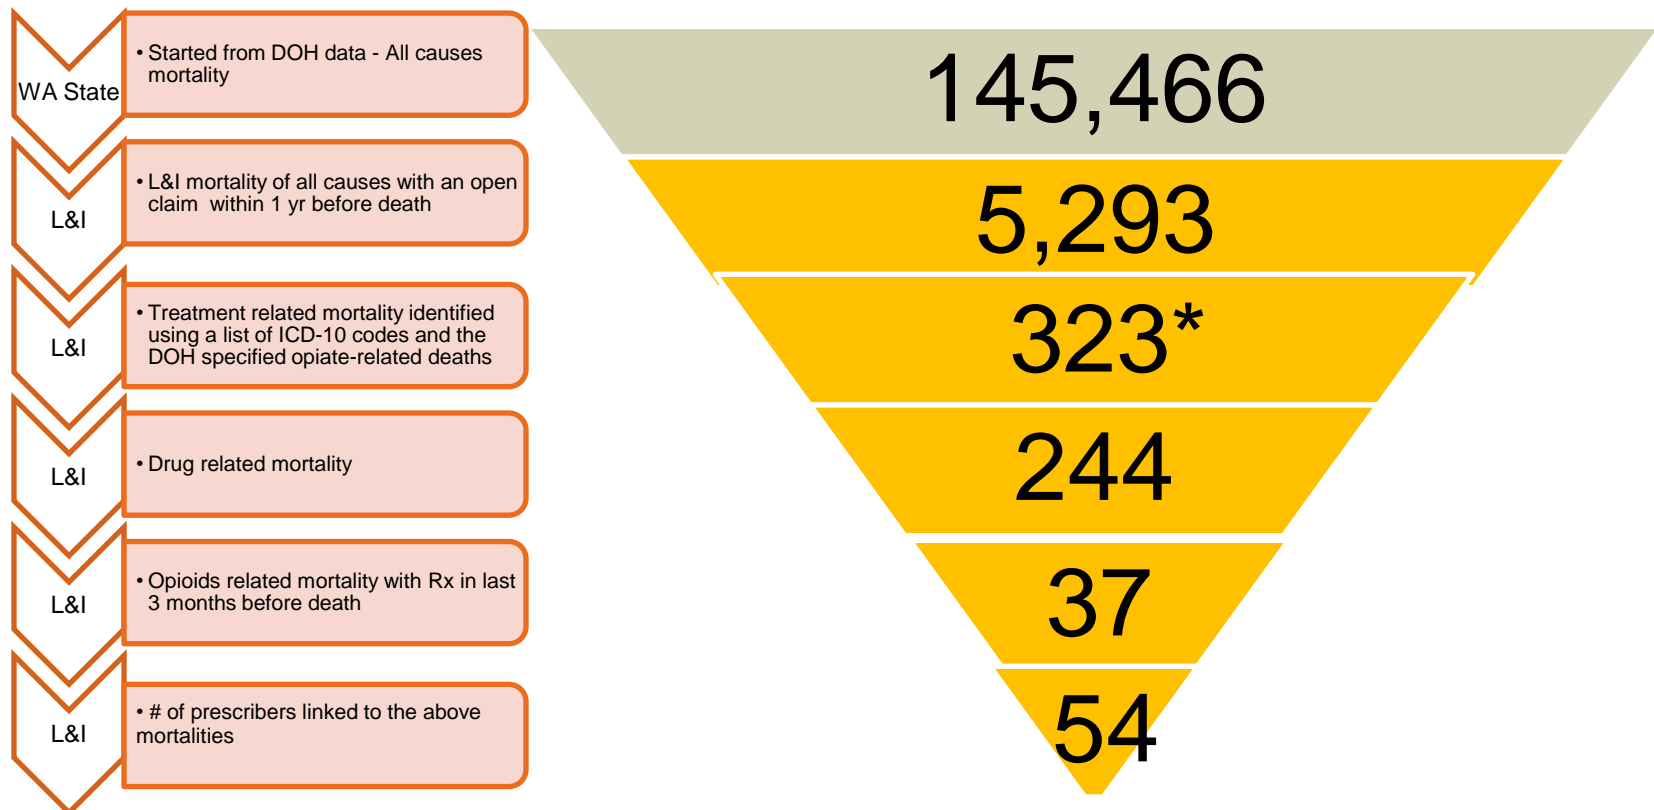 WA State
• Started from DOH data - All causes
mortality
145,466
L&I
• L&I mortality of all causes with an open
claim within 1 yr before death
5,293
L&I
• Treatment related mortality identified
using a list of ICD-10 codes and the
DOH specified opiate-related deaths
323*
L&I
• Drug related mortality
244
L&I
• Opioids related mortality with Rx in last
3 months before death
37
L&I
• # of prescribers linked to the above
mortalities
54